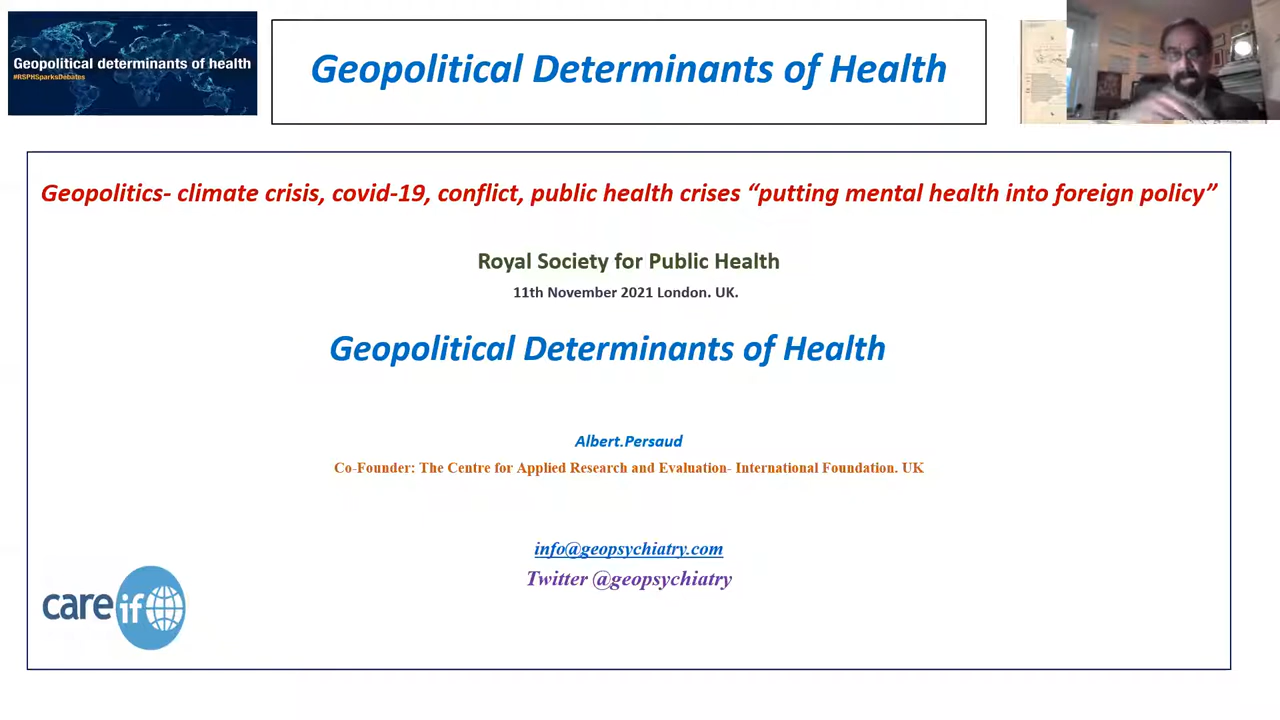 Geopolitical determinants of health
#RSPHSparksDebates
Geopolitical Determinants of Health
Geopolitics- climate crisis, covid-19, conflict, public health crises “putting mental health into foreign policy”
Royal Society for Public Health
11th November 2021 London. UK.
Geopolitical Determinants of Health
Albert.Persaud
Co-Founder: The Centre for Applied Research and Evaluation- International Foundation. UK
info@geopsychiatry.com
Twitter @geopsychiatry
careif